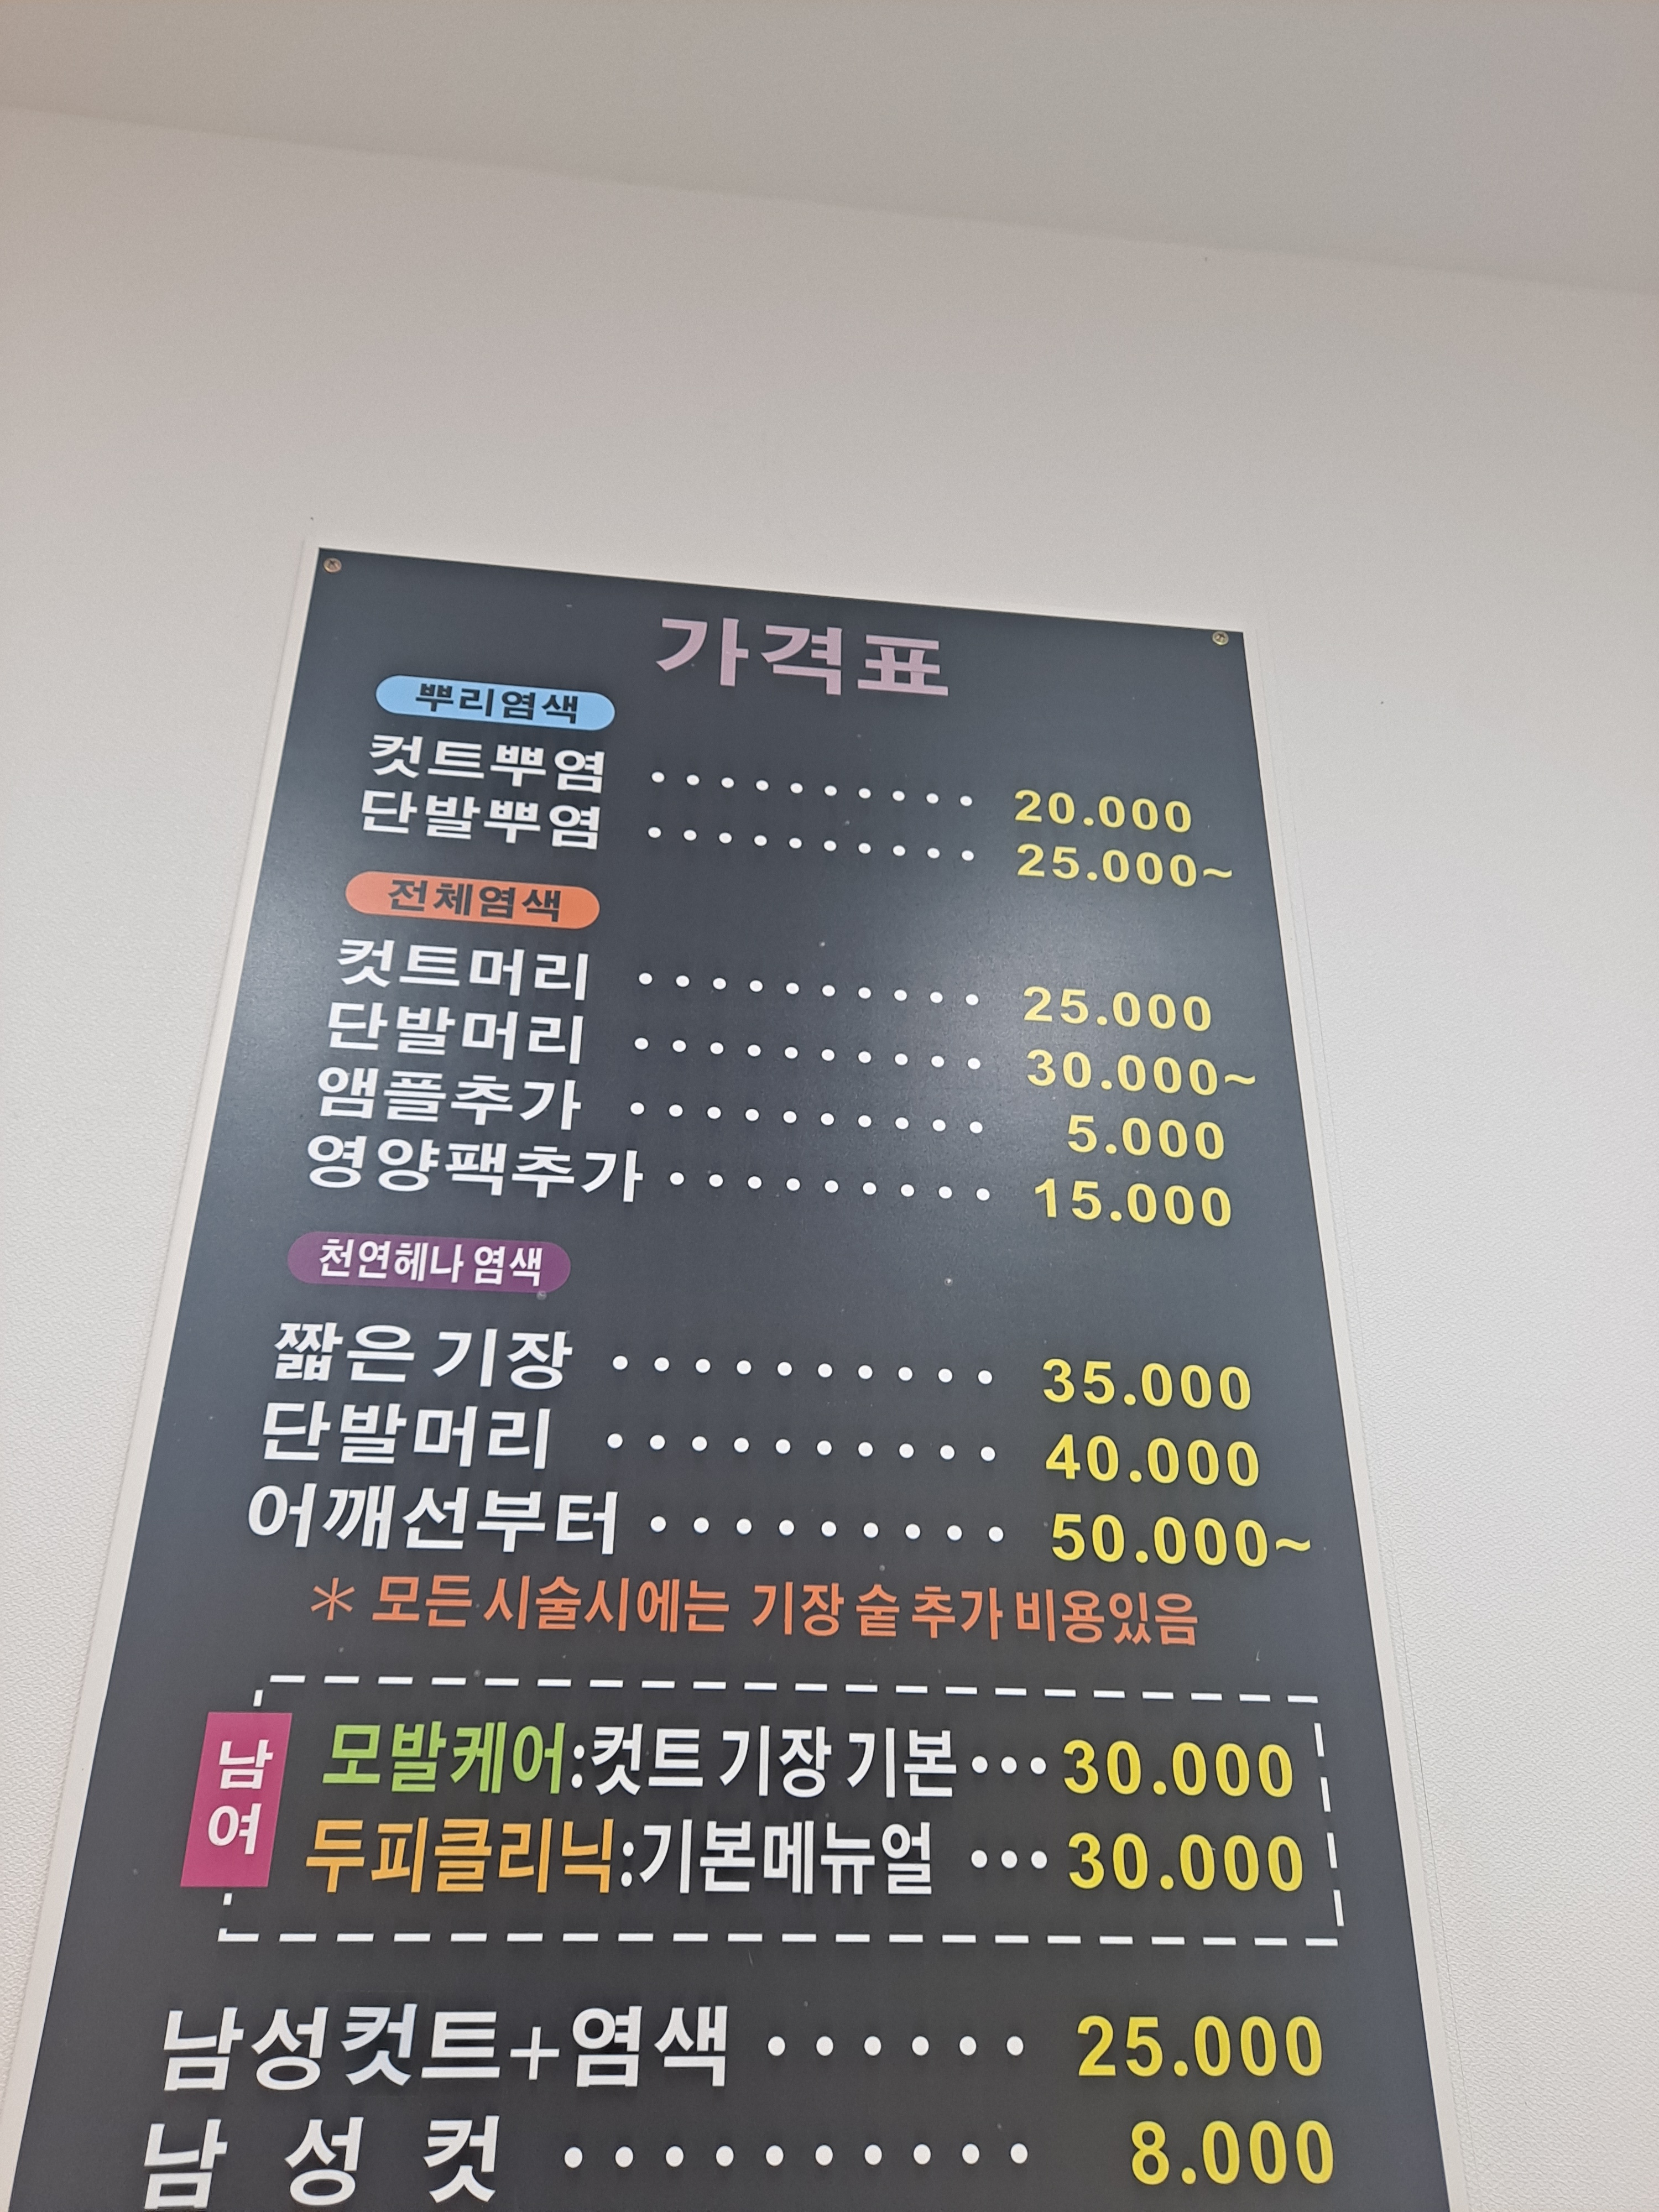 가격표
뿌리염색
컷트뿌염 .......... 20.000
단발뿌염 .......... 25.000~
전체염색
컷트머리 .......... 25.000
단발머리 .......... 30.000~
앰플추가 .......... 5.000
영양팩추가 ......... 15.000
천연헤나 염색
짧은 기장 .......... 35.000
단발머리 .......... 40.000
어깨선부터 ......... 50.000~
* 모든 시술시에는 기장 숱 추가 비용있음
남여
모발케어:컷트 기장 기본 ... 30.000
두피클리닉:기본메뉴얼 ... 30.000
남성컷트+염색 ...... 25.000
남 성 컷 .......... 8.000